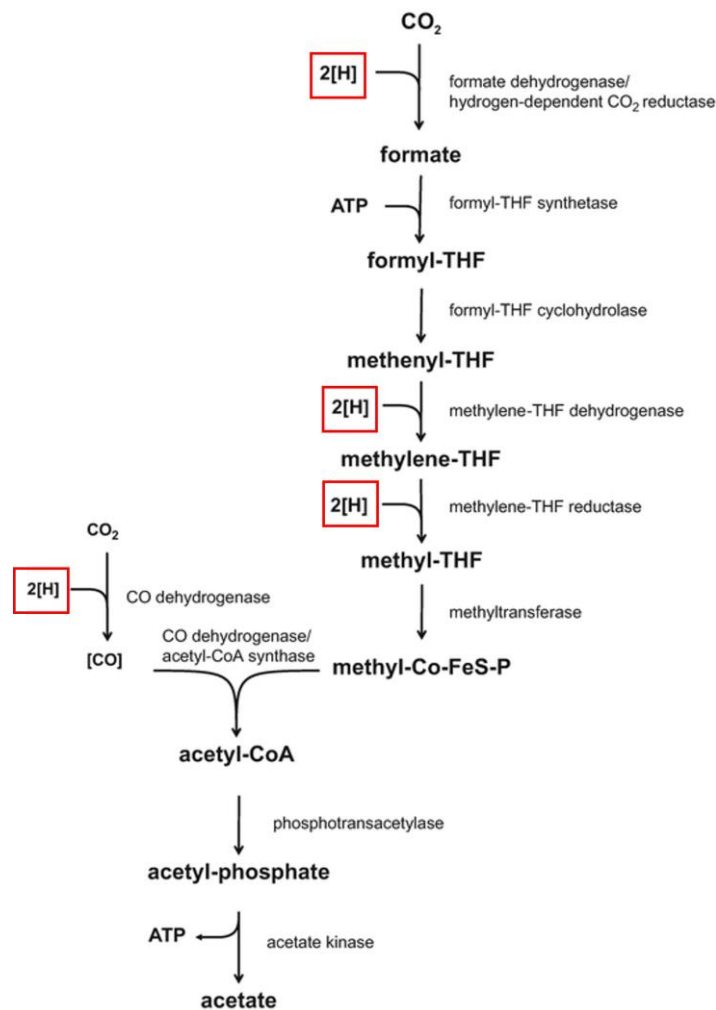 CO2
2[H]
formate dehydrogenase/
hydrogen-dependent CO2 reductase
formate
ATP
formyl-THF synthetase
formyl-THF
formyl-THF cyclohydrolase
methenyl-THF
2[H]
methylene-THF dehydrogenase
methylene-THF
2[H]
methylene-THF reductase
methyl-THF
methyltransferase
methyl-Co-FeS-P
CO2
2[H]
CO dehydrogenase
[CO]
CO dehydrogenase/
acetyl-CoA synthase
acetyl-CoA
phosphotransacetylase
acetyl-phosphate
ATP
acetate kinase
acetate